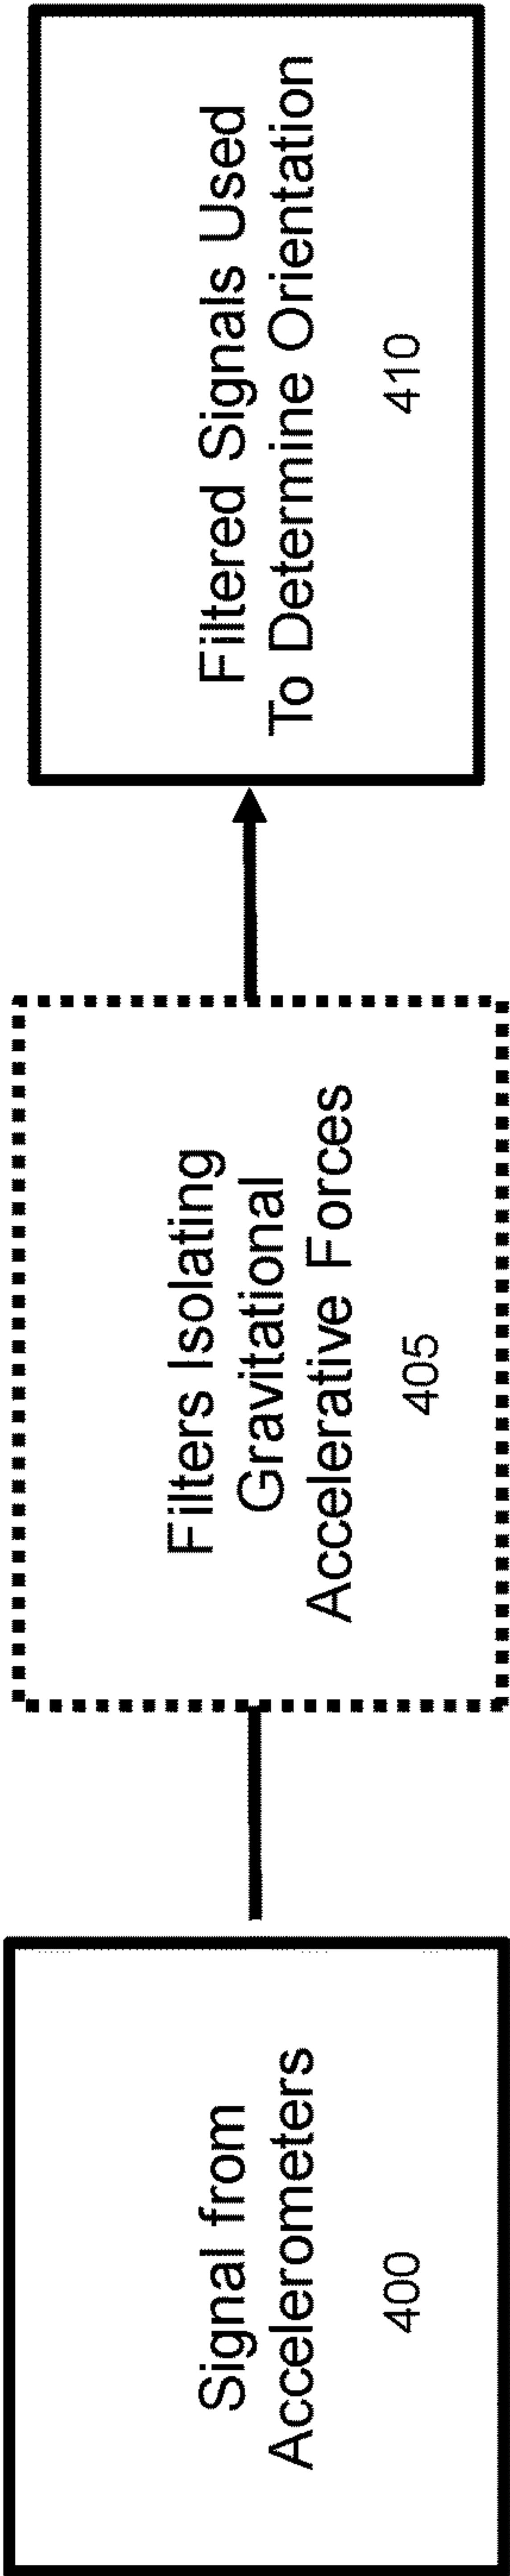 Signal from
Accelerometers
400
Filters Isolating
Gravitational
Accelerative Forces
405
Filtered Signals Used
To Determine Orientation
410